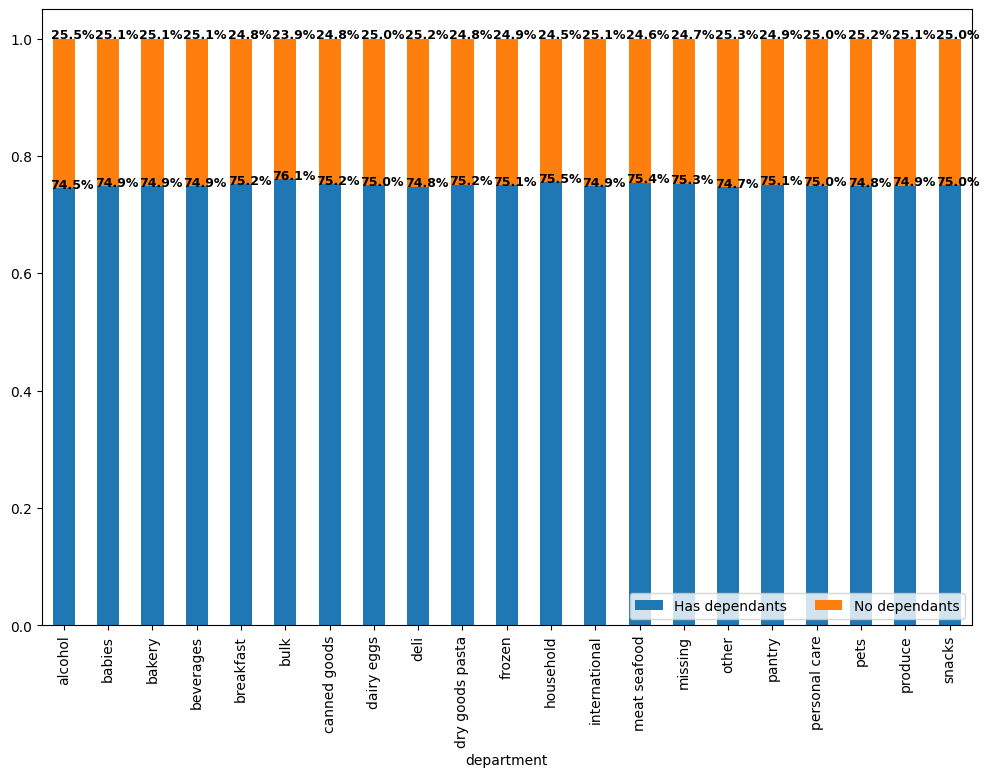 1.0
0.8
0.6
0.4
0.2
0.0
25.5% 25.1% 25.1% 25.1% 24.8% 23.9% 24.8% 25.0% 25.2% 24.8% 24.9% 24.5% 25.1% 24.6% 24.7% 25.3% 24.9% 25.0% 25.2% 25.1% 25.0%
74.5% 74.9% 74.9% 74.9% 75.2% 76.1% 75.2% 75.0% 74.8% 75.2% 75.1% 75.5% 74.9% 75.4% 75.3% 74.7% 75.1% 75.0% 74.8% 74.9% 75.0%
Has dependants
No dependants
alcohol
babies
bakery
beverages
breakfast
bulk
canned goods
dairy eggs
deli
dry goods pasta
frozen
household
international
meat seafood
missing
other
pantry
personal care
pets
produce
snacks
department